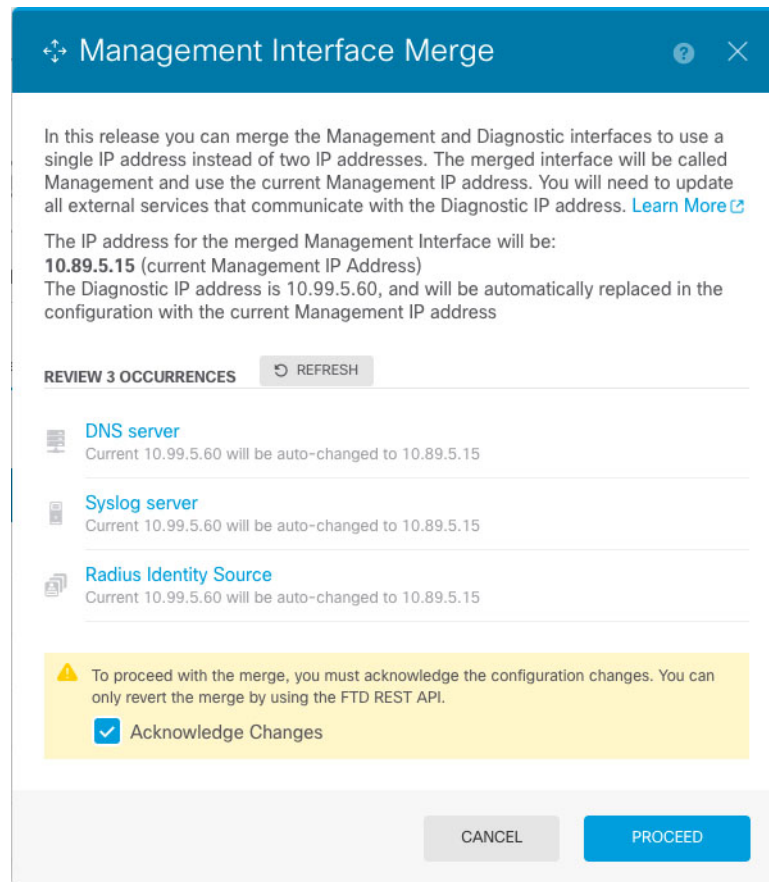 Management Interface Merge
In this release you can merge the Management and Diagnostic interfaces to use a
single IP address instead of two IP addresses. The merged interface will be called
Management and use the current Management IP address. You will need to update
all external services that communicate with the Diagnostic IP address. Learn More
The IP address for the merged Management Interface will be:
10.89.5.15 (current Management IP Address)
The Diagnostic IP address is 10.99.5.60, and will be automatically replaced in the
configuration with the current Management IP address
REVIEW 3 OCCURRENCES REFRESH
DNS server
Current 10.99.5.60 will be auto-changed to 10.89.5.15
Syslog server
Current 10.99.5.60 will be auto-changed to 10.89.5.15
Radius Identity Source
Current 10.99.5.60 will be auto-changed to 10.89.5.15
To proceed with the merge, you must acknowledge the configuration changes. You can
only revert the merge by using the FTD REST API.
Acknowledge Changes
CANCEL PROCEED